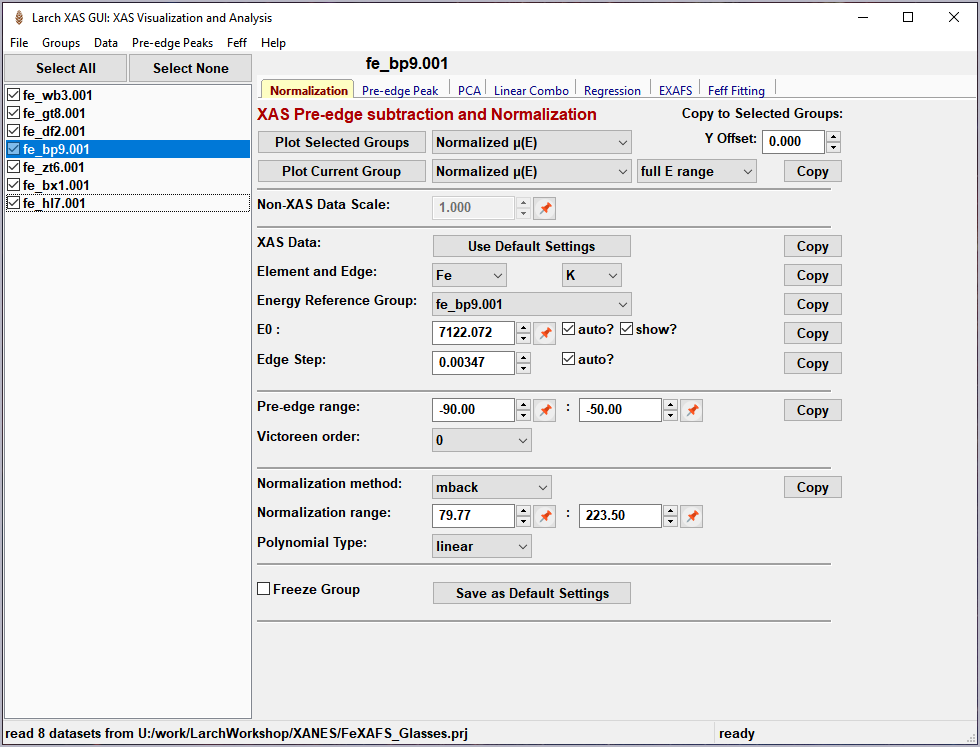 Larch XAS GUI: XAS Visualization and Analysis
File Groups Data Pre-edge Peaks Feff Help
Select All Select None
fe_wb3.001
fe_gt8.001
fe_df2.001
fe_bp9.001
fe_zt6.001
fe_bx1.001
fe_hl7.001
fe_bp9.001
Normalization Pre-edge Peak PCA Linear Combo Regression EXAFS Feff Fitting
XAS Pre-edge subtraction and Normalization Copy to Selected Groups:
Plot Selected Groups Normalized μ(E) Y Offset: 0.000
Plot Current Group Normalized μ(E) full E range Copy
Non-XAS Data Scale: 1.000
XAS Data: Use Default Settings Copy
Element and Edge: Fe K Copy
Energy Reference Group: fe_bp9.001 Copy
E0 : 7122.072 auto? show? Copy
Edge Step: 0.00347 auto? Copy
Pre-edge range: -90.00 : -50.00 Copy
Victoreen order: 0
Normalization method: mback Copy
Normalization range: 79.77 : 223.50
Polynomial Type: linear
Freeze Group Save as Default Settings
read 8 datasets from U:/work/LarchWorkshop/XANES/FeXAFS_Glasses.prj ready